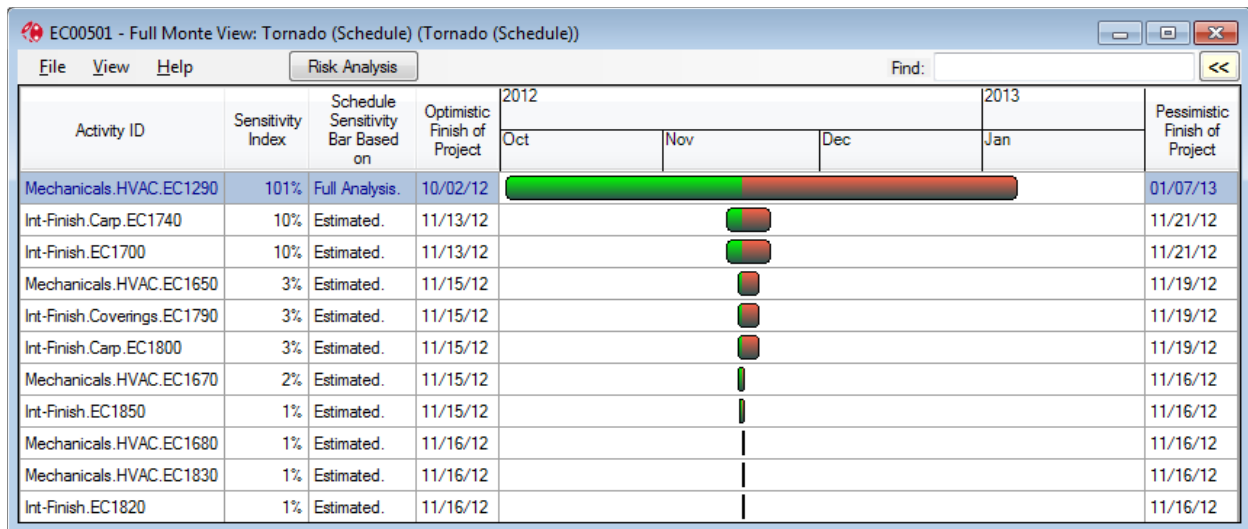 EC00501 - Full Monte View: Tornado (Schedule) (Tornado (Schedule))
File View Help Risk Analysis Find: <<
Activity ID
Sensitivity
Index
Schedule
Sensitivity
Bar Based
on
Optimistic
Finish of
Project
2012 2013
Oct Nov Dec Jan
Pessimistic
Finish of
Project
Mechanicals.HVAC.EC1290 101% Full Analysis. 10/02/12 01/07/13
Int-Finish.Carp.EC1740 10% Estimated. 11/13/12 11/21/12
Int-Finish.EC1700 10% Estimated. 11/13/12 11/21/12
Mechanicals.HVAC.EC1650 3% Estimated. 11/15/12 11/19/12
Int-Finish.Coverings.EC1790 3% Estimated. 11/15/12 11/19/12
Int-Finish.Carp.EC1800 3% Estimated. 11/15/12 11/19/12
Mechanicals.HVAC.EC1670 2% Estimated. 11/15/12 11/16/12
Int-Finish.EC1850 1% Estimated. 11/15/12 11/16/12
Mechanicals.HVAC.EC1680 1% Estimated. 11/16/12 11/16/12
Mechanicals.HVAC.EC1830 1% Estimated. 11/16/12 11/16/12
Int-Finish.EC1820 1% Estimated. 11/16/12 11/16/12